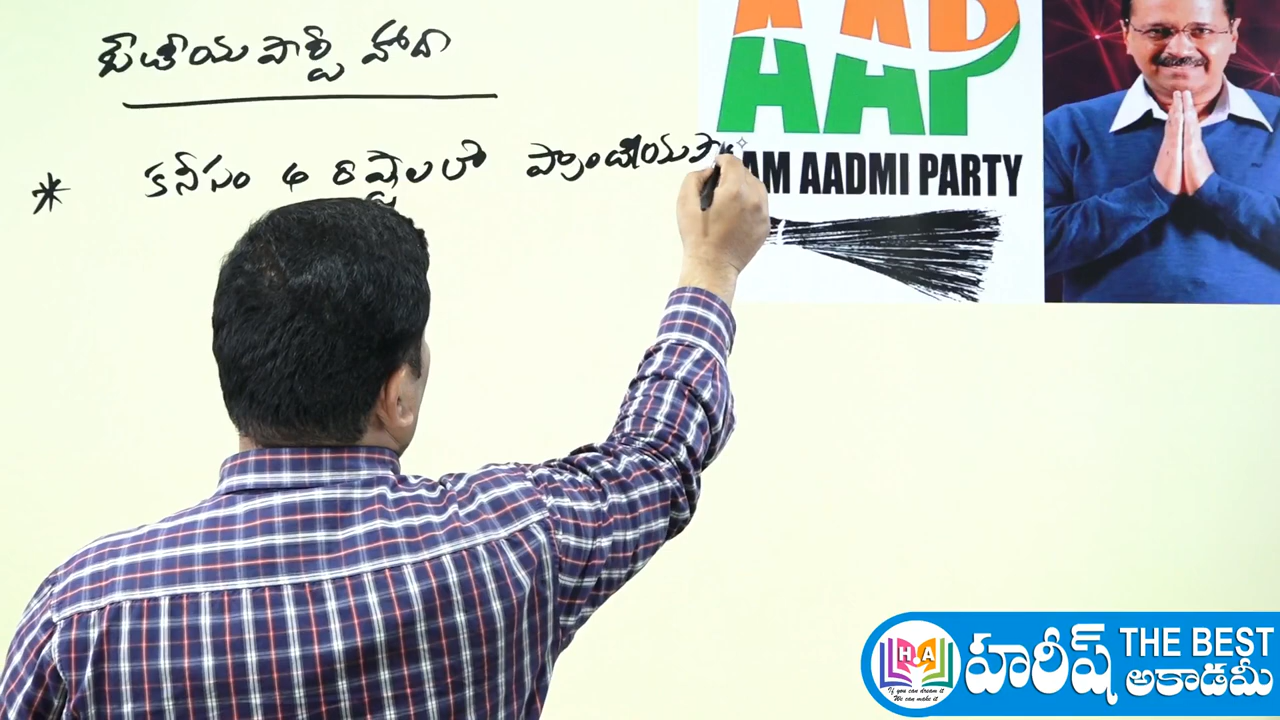 జాతీయ పార్టీ హోదా
* కనీసం 4 రాష్ట్రాలలో ప్రాంతీయ పా
AAP
AAM AADMI PARTY
HA
If you can dream it
We can make it
హరీష్ THE BEST
అకాడమీ